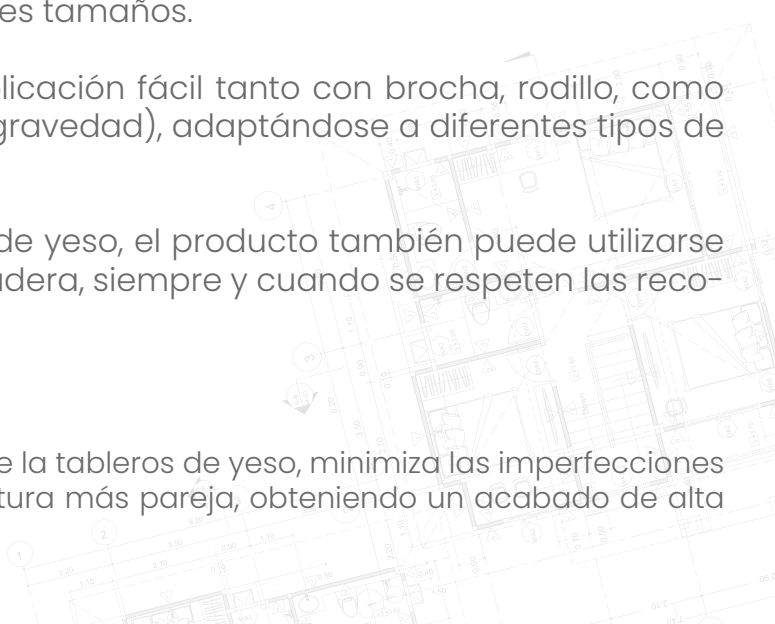 es tamaños.
licación fácil tanto con brocha, rodillo, como
gravedad), adaptándose a diferentes tipos de
de yeso, el producto también puede utilizarse
adera, siempre y cuando se respeten las reco-
e la tableros de yeso, minimiza las imperfecciones
tura más pareja, obteniendo un acabado de alta